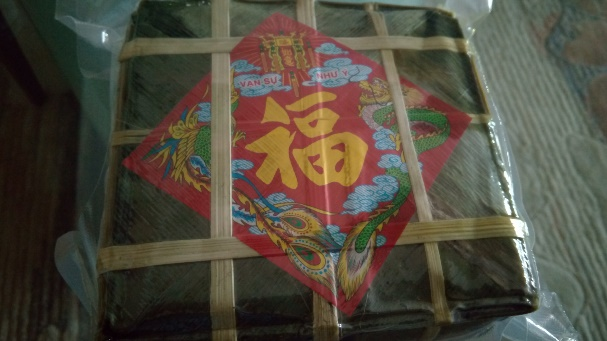 VẠN SỰ NHƯ Ý
福